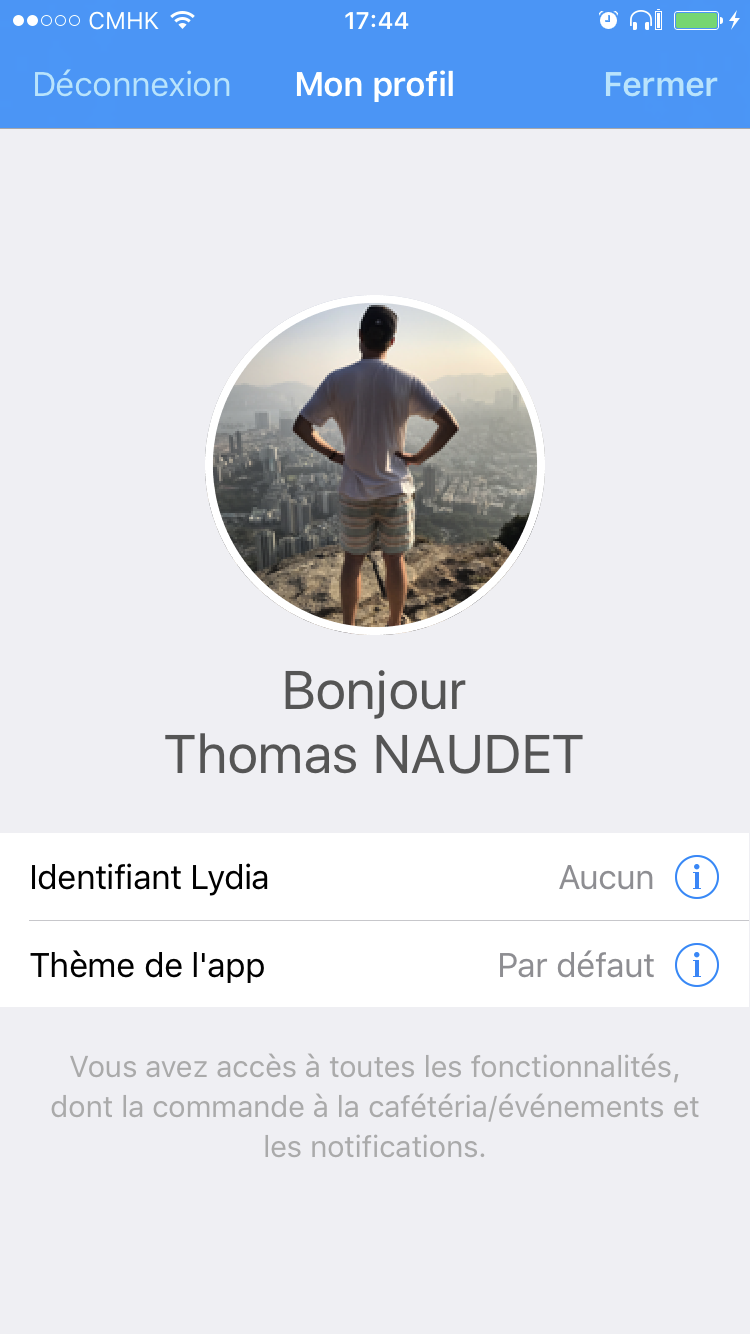 CMHK 17:44
Déconnexion Mon profil Fermer
Bonjour
Thomas NAUDET
Identifiant Lydia Aucun
Thème de l'app Par défaut
Vous avez accès à toutes les fonctionnalités,
dont la commande à la cafétéria/événements et
les notifications.